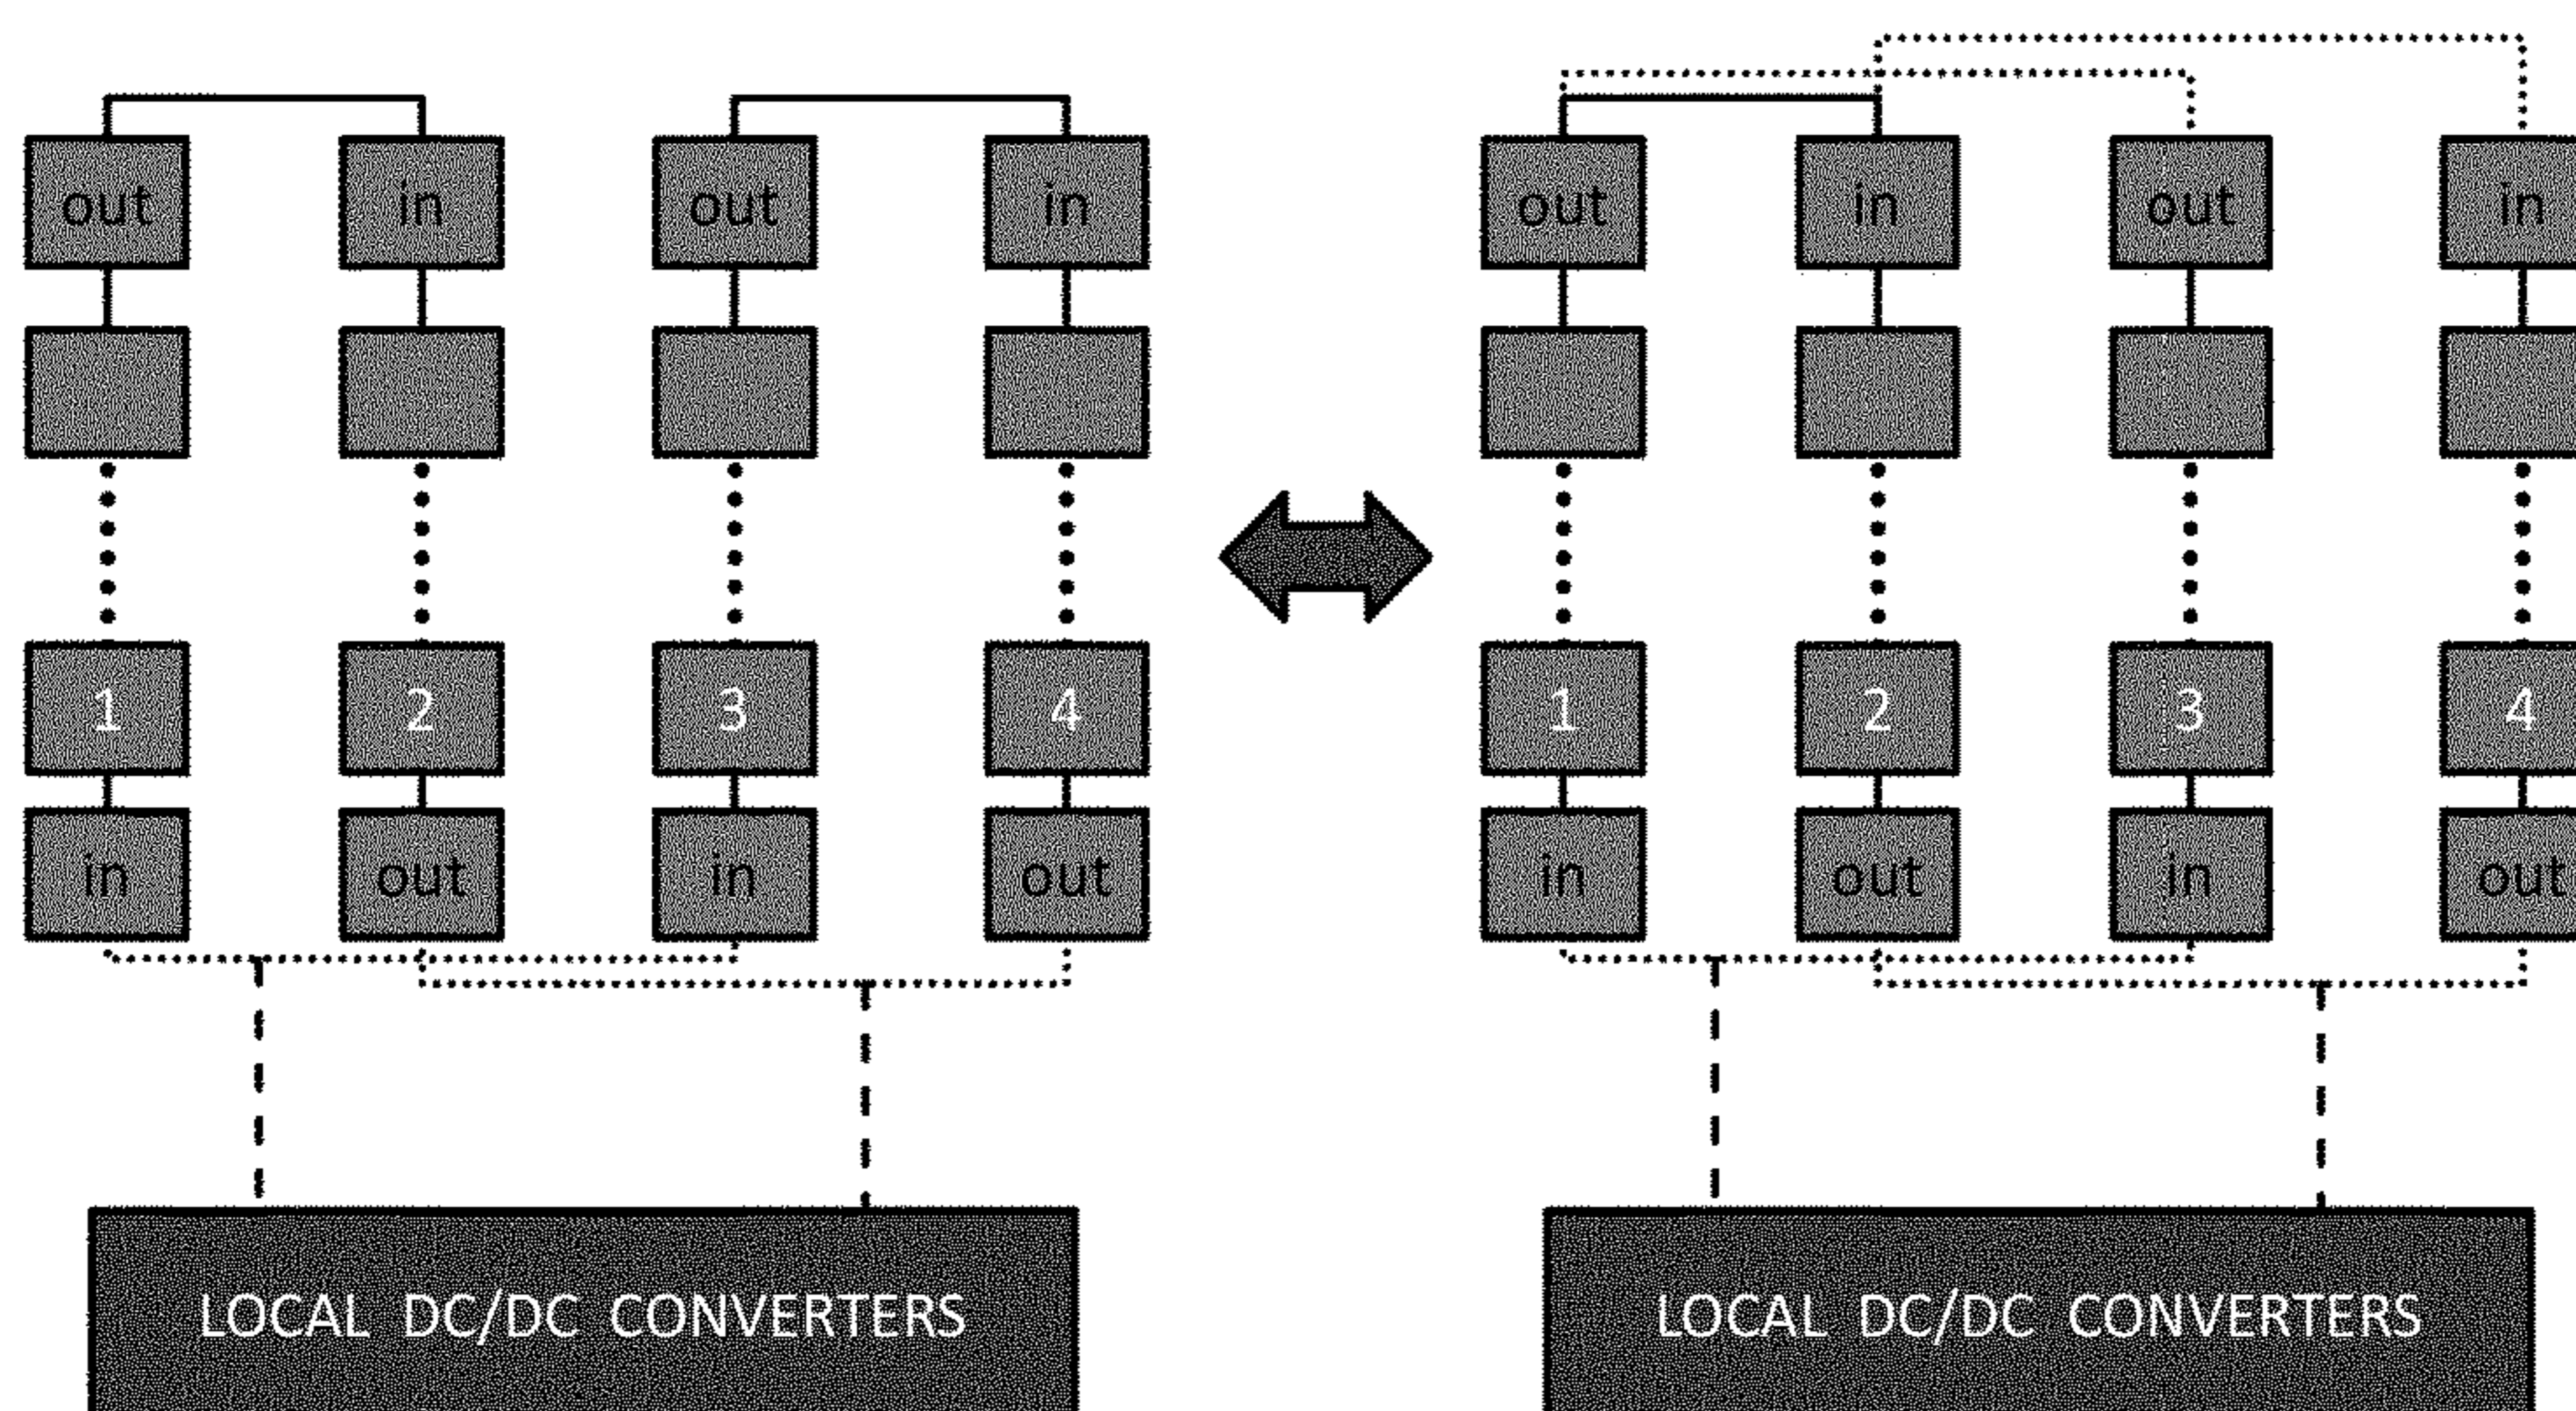 out in out in out in out in
1 2 3 4 1 2 3 4
in out in out in out in out
LOCAL DC/DC CONVERTERS LOCAL DC/DC CONVERTERS